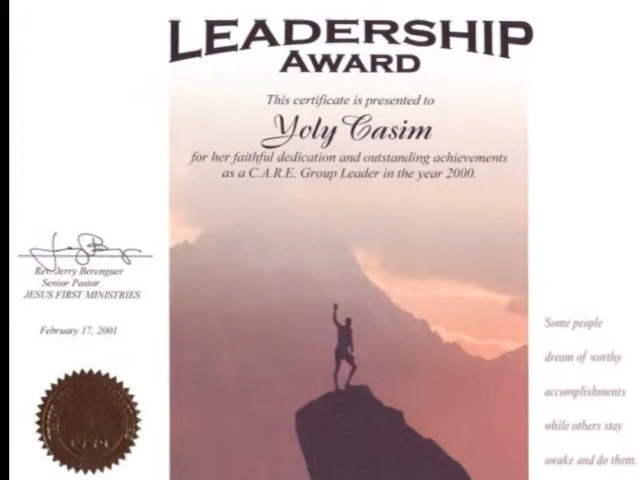 LEADERSHIP
AWARD
This certificate is presented to
Yoly Casim
for her faithful dedication and outstanding achievements
as a C.A.R.E. Group Leader in the year 2000.
Rev. Jerry Berenguer
Senior Pastor
JESUS FIRST MINISTRIES
February 17, 2001
Some people
dream of worthy
accomplishments
while others stay
awake and do them.